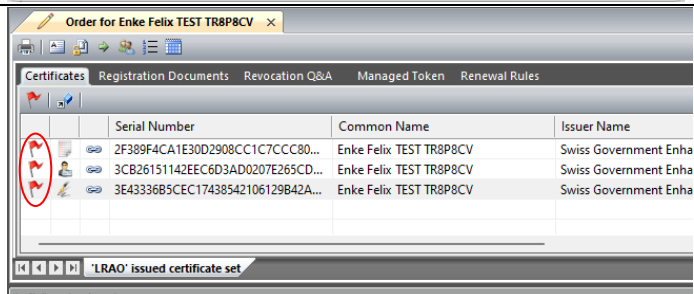 Order for Enke Felix TEST TR8P8CV
Certificates Registration Documents Revocation Q&A Managed Token Renewal Rules
Serial Number Common Name Issuer Name
2F389F4CA1E30D2908CC1C7CCC80... Enke Felix TEST TR8P8CV Swiss Government Enha
3CB26151142EEC6D3AD0207E265CD... Enke Felix TEST TR8P8CV Swiss Government Enha
3E43336B5CEC17438542106129B42A... Enke Felix TEST TR8P8CV Swiss Government Enha
'LRAO' issued certificate set